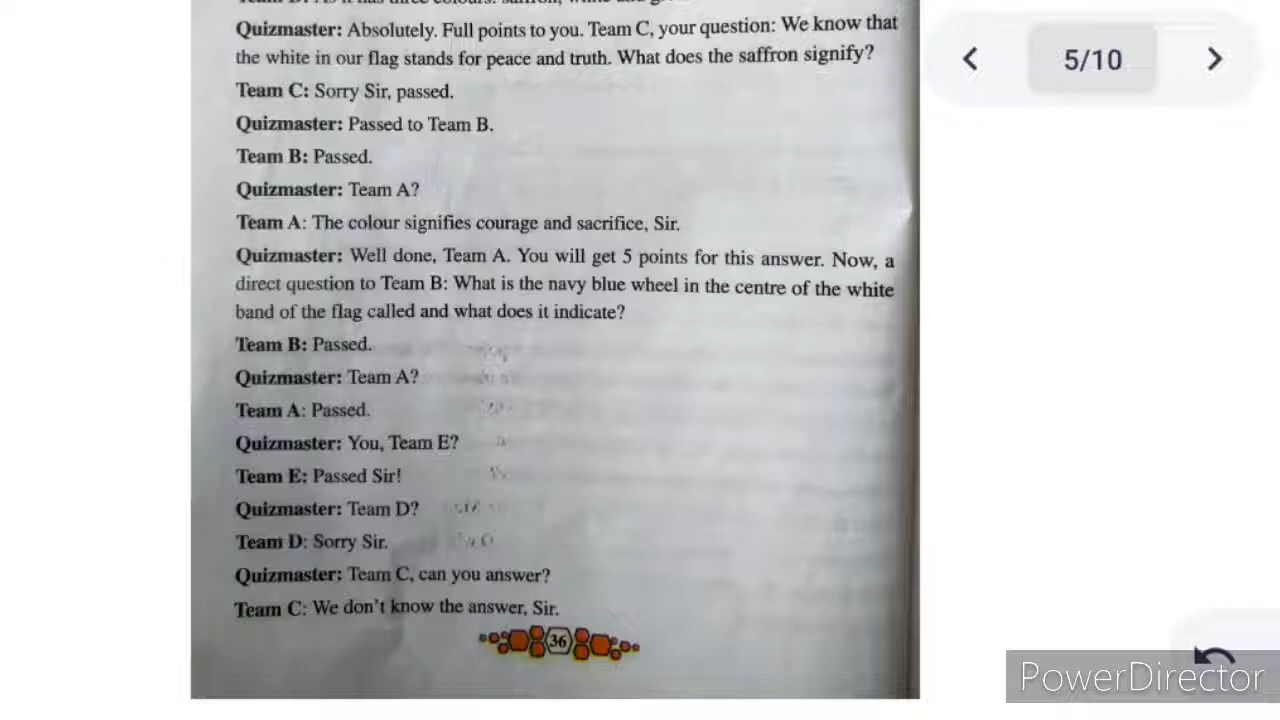 Quizmaster: Absolutely. Full points to you. Team C, your question: We know that
the white in our flag stands for peace and truth. What does the saffron signify?
Team C: Sorry Sir, passed.
Quizmaster: Passed to Team B.
Team B: Passed.
Quizmaster: Team A?
Team A: The colour signifies courage and sacrifice, Sir.
Quizmaster: Well done, Team A. You will get 5 points for this answer. Now, a
direct question to Team B: What is the navy blue wheel in the centre of the white
band of the flag called and what does it indicate?
Team B: Passed.
Quizmaster: Team A?
Team A: Passed.
Quizmaster: You, Team E?
Team E: Passed Sir!
Quizmaster: Team D?
Team D: Sorry Sir.
Quizmaster: Team C, can you answer?
Team C: We don't know the answer, Sir.
36
5/10
PowerDirector